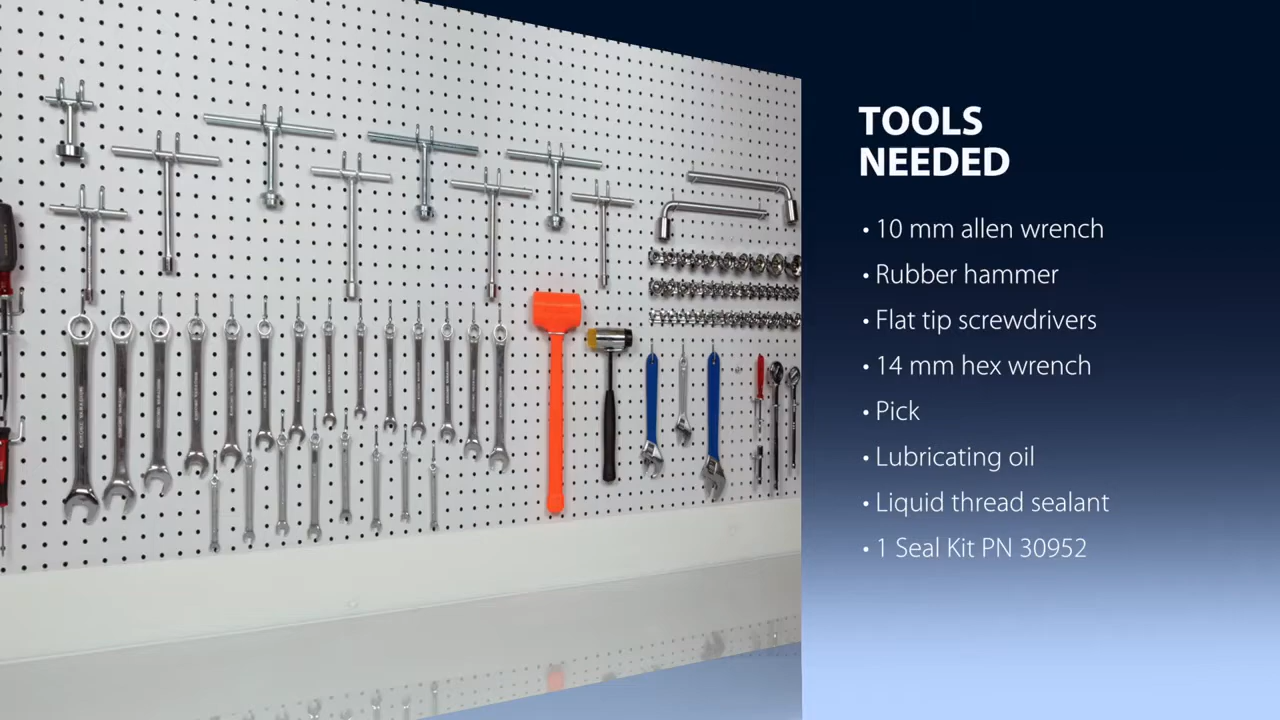 TOOLS
NEEDED
• 10 mm allen wrench
• Rubber hammer
• Flat tip screwdrivers
• 14 mm hex wrench
• Pick
• Lubricating oil
• Liquid thread sealant
• 1 Seal Kit PN 30952